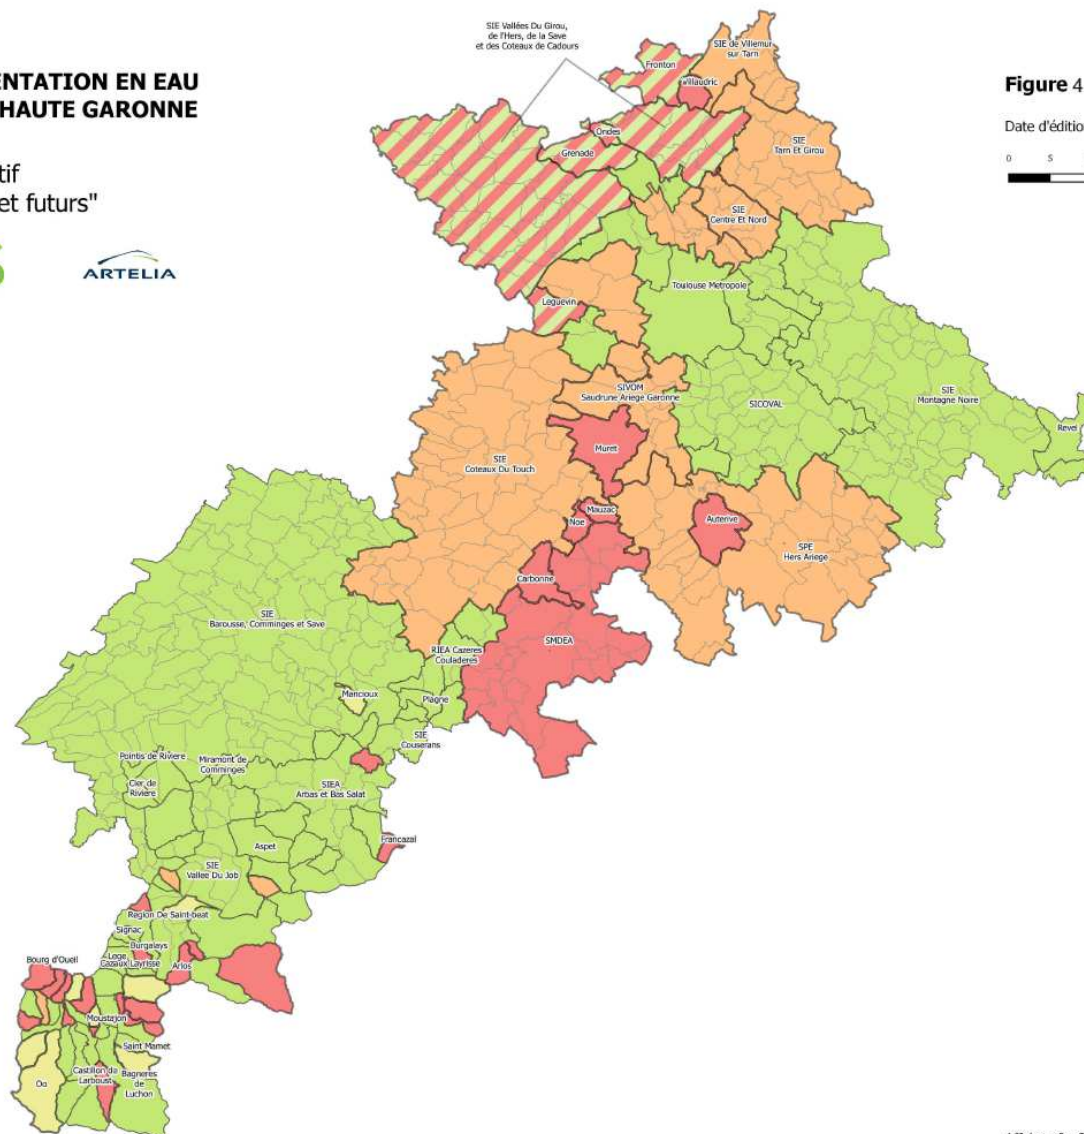 ENTATION EN EAU
HAUTE GARONNE
tif
et futurs"
ARTELIA
Figure 4
Date d'éditio
0 5
SIE Vallées Du Girou,
de l'Hers, de la Save
et des Coteaux de Cadours
SIE de Villemur
sur Tarn
Fronton
Villaudric
Ondes
Grenade
SIE
Tarn Et Girou
SIE
Centre Et Nord
Toulouse Metropole
Leguevin
SIVOM
Saudrune Ariege Garonne
SICOVAL
SIE
Montagne Noire
Revel
Muret
SIE
Coteaux Du Touch
Mauzac
Noe
Auterive
SPE
Hers Ariege
Carbonne
SMDEA
SIE
Barousse, Comminges et Save
RIEA Cazeres
Couladeres
Mancioux
Plagne
SIE
Couserans
Pointis de Riviere
Miramont de
Comminges
Cier de
Riviere
SIEA
Arbas et Bas Salat
Francazal
Aspet
SIE
Vallee Du Job
Region De Saint-beat
Signac
Burgalays
Lege
Cazaux Layrisse
Arlos
Bourg d'Oueil
Moustajon
Saint Mamet
Oo
Castillon de
Larboust
Bagneres
de
Luchon